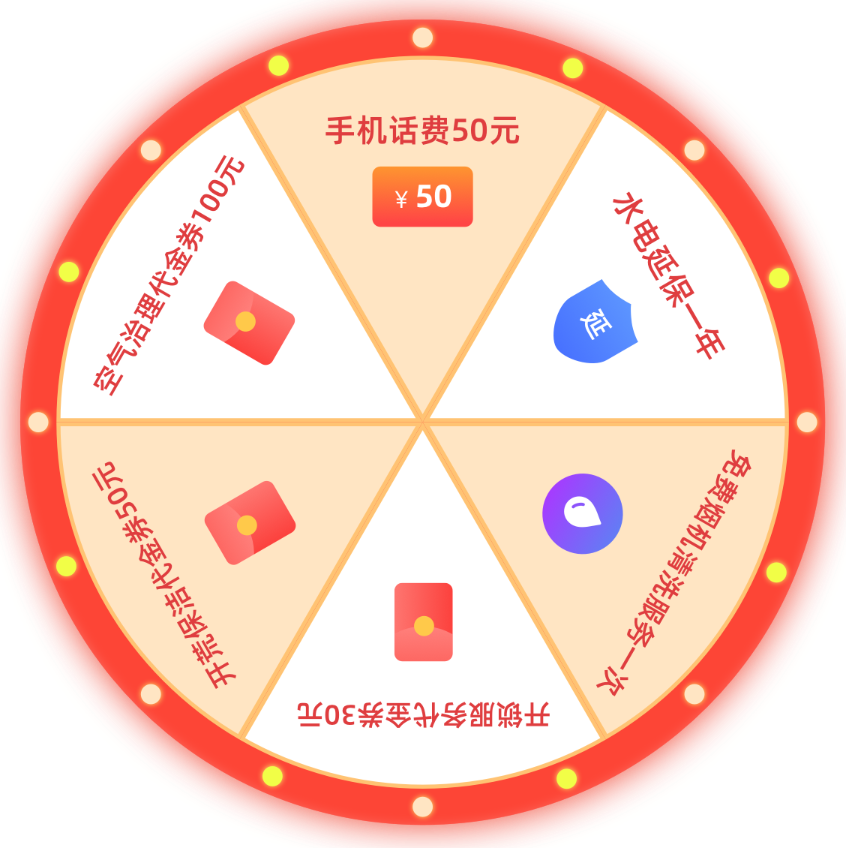 手机话费50元
¥ 50
水电延保一年
延
免费烟机清洗服务一次
开锁服务代金券30元
开荒保洁代金券50元
空气治理代金券100元